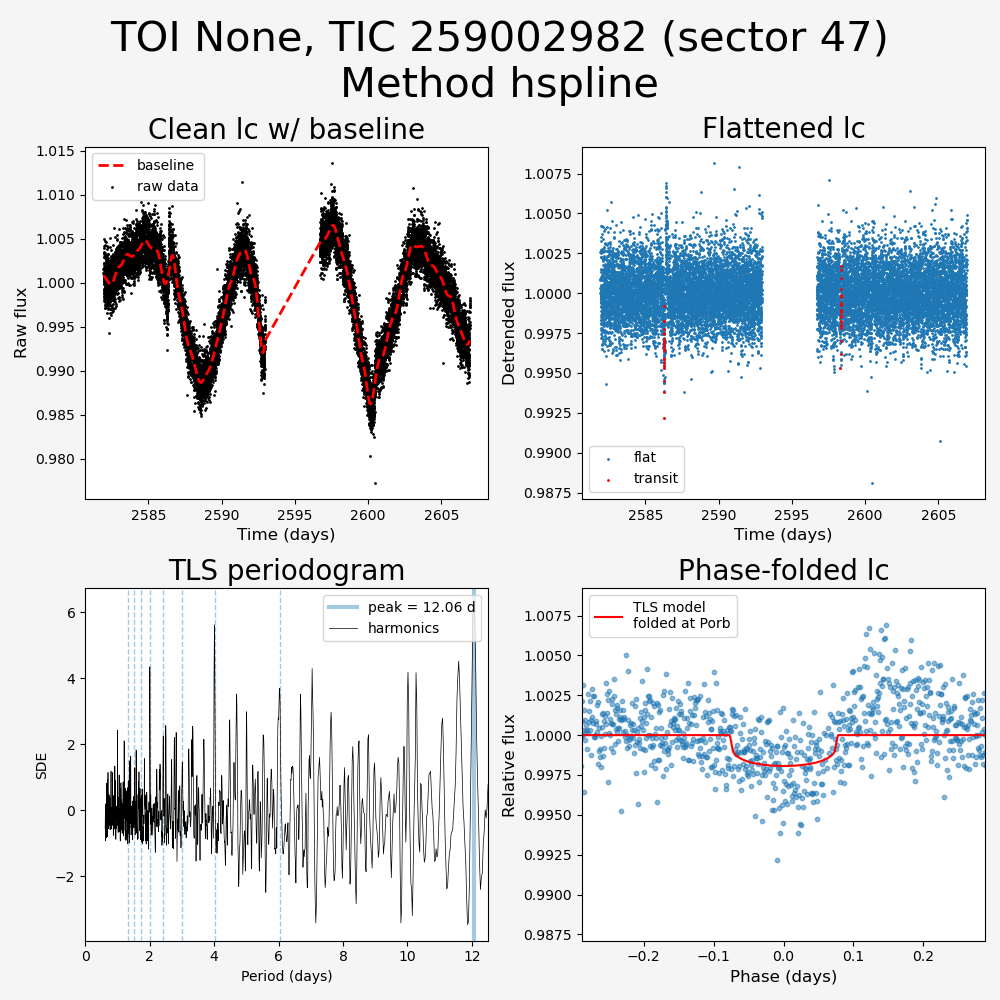 TOI None, TIC 259002982 (sector 47)
Method hspline
Clean lc w/ baseline
baseline
raw data
1.015
1.010
1.005
1.000
0.995
0.990
0.985
0.980
Raw flux
2585
2590
2595
2600
2605
Time (days)
Flattened lc
flat
transit
1.0075
1.0050
1.0025
1.0000
0.9975
0.9950
0.9925
0.9900
0.9875
Detrended flux
2585
2590
2595
2600
2605
Time (days)
TLS periodogram
peak = 12.06 d
harmonics
6
4
2
0
−2
SDE
0
2
4
6
8
10
12
Period (days)
Phase-folded lc
TLS model
folded at Porb
1.0075
1.0050
1.0025
1.0000
0.9975
0.9950
0.9925
0.9900
0.9875
Relative flux
−0.2
−0.1
0.0
0.1
0.2
Phase (days)